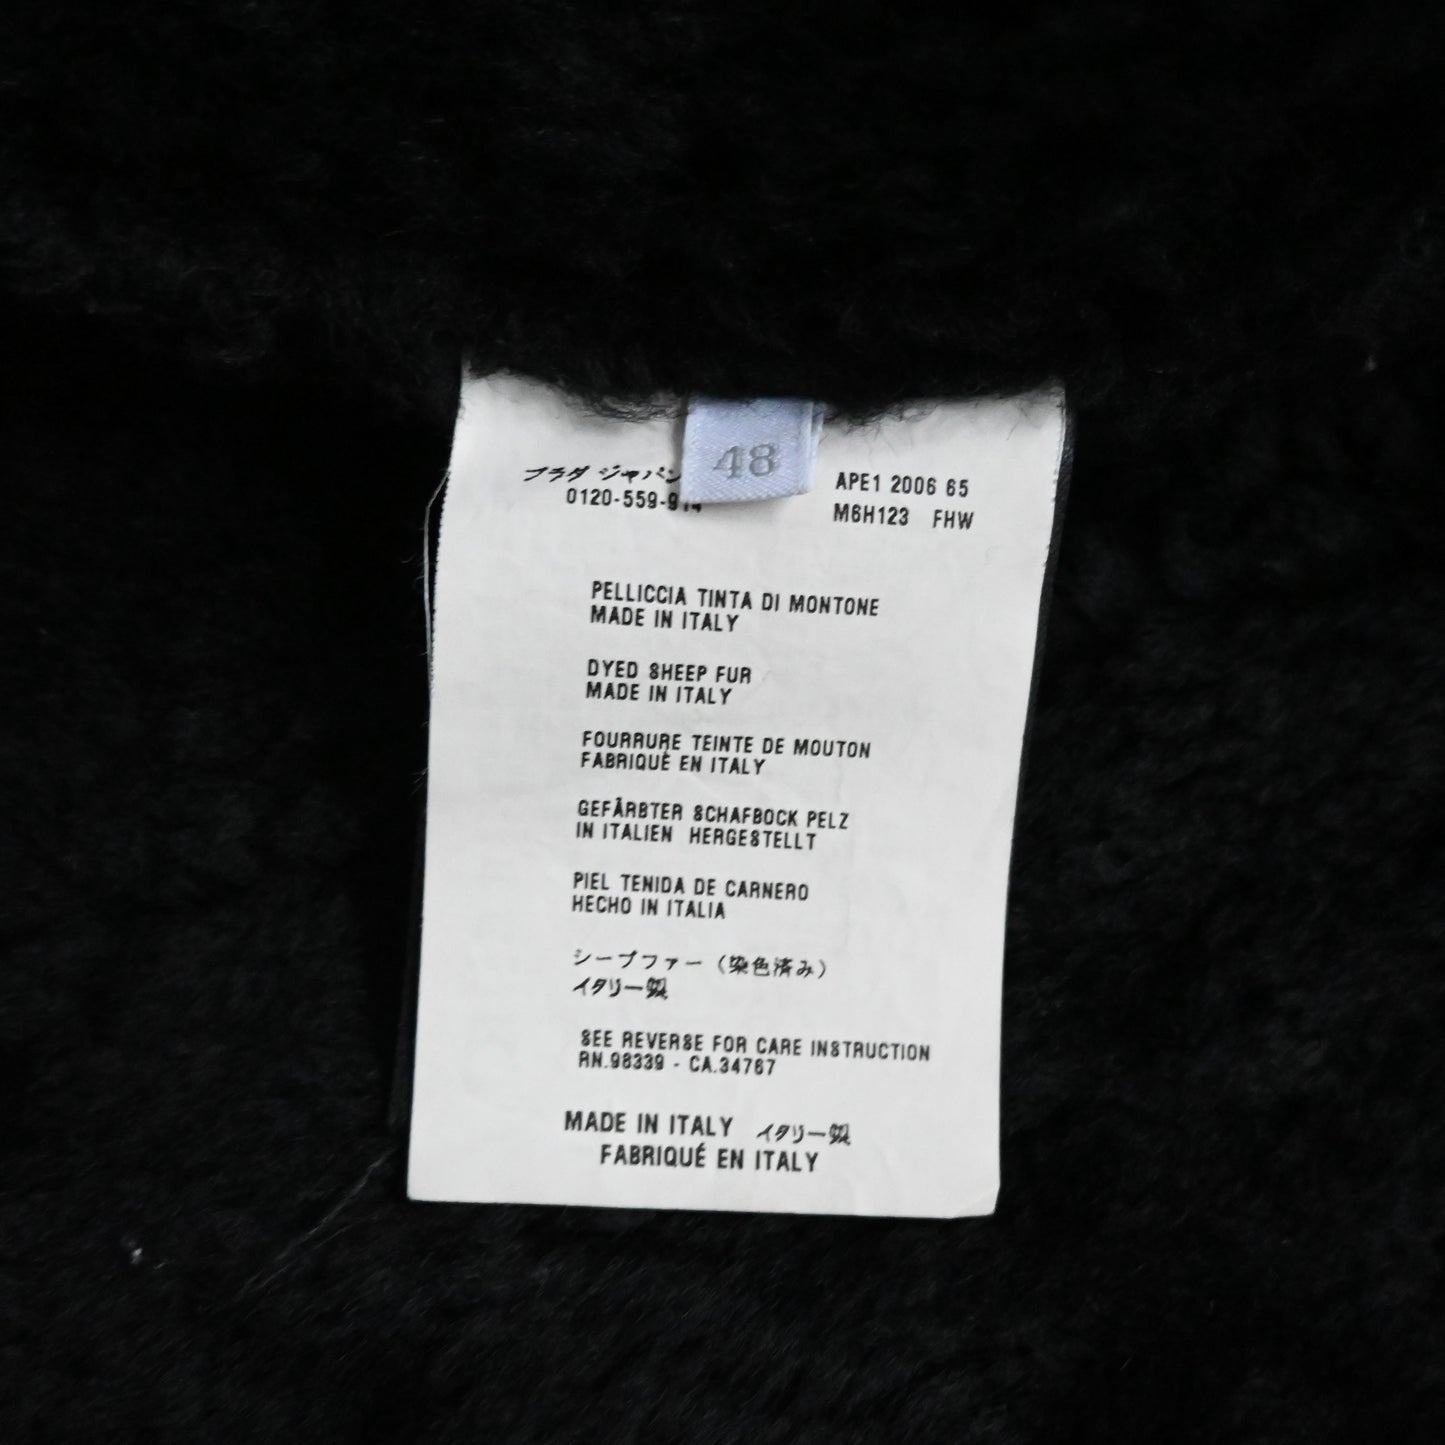 48
プラダ ジャパン
0120-559-914
APE1 2006 65
M6H123 FHW
PELLICCIA TINTA DI MONTONE
MADE IN ITALY
DYED SHEEP FUR
MADE IN ITALY
FOURRURE TEINTE DE MOUTON
FABRIQUÈ EN ITALY
GEFÄRBTER SCHAFBOCK PELZ
IN ITALIEN HERGESTELLT
PIEL TENIDA DE CARNERO
HECHO IN ITALIA
シープファー（染色済み）
イタリー製
SEE REVERSE FOR CARE INSTRUCTION
RN.98339 - CA.34767
MADE IN ITALY イタリー製
FABRIQUÉ EN ITALY